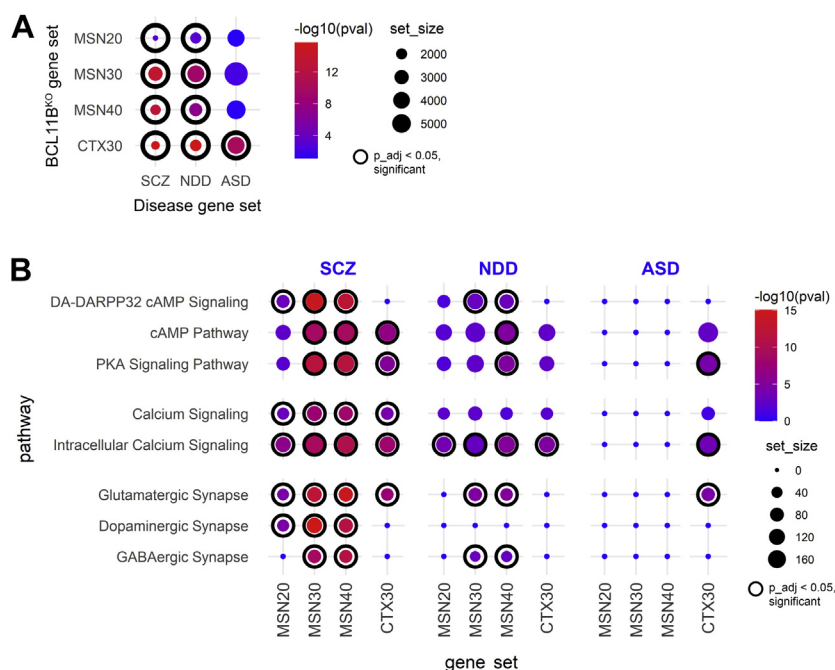 A
BCL11B^KO gene set
MSN20
MSN30
MSN40
CTX30
SCZ
NDD
ASD
Disease gene set
-log10(pval)
12
8
4
set_size
2000
3000
4000
5000
p_adj < 0.05,
significant
B
SCZ
NDD
ASD
pathway
DA-DARPP32 cAMP Signaling
cAMP Pathway
PKA Signaling Pathway
Calcium Signaling
Intracellular Calcium Signaling
Glutamatergic Synapse
Dopaminergic Synapse
GABAergic Synapse
MSN20
MSN30
MSN40
CTX30
MSN20
MSN30
MSN40
CTX30
MSN20
MSN30
MSN40
CTX30
gene_set
-log10(pval)
15
10
5
0
set_size
0
40
80
120
160
p_adj < 0.05,
significant